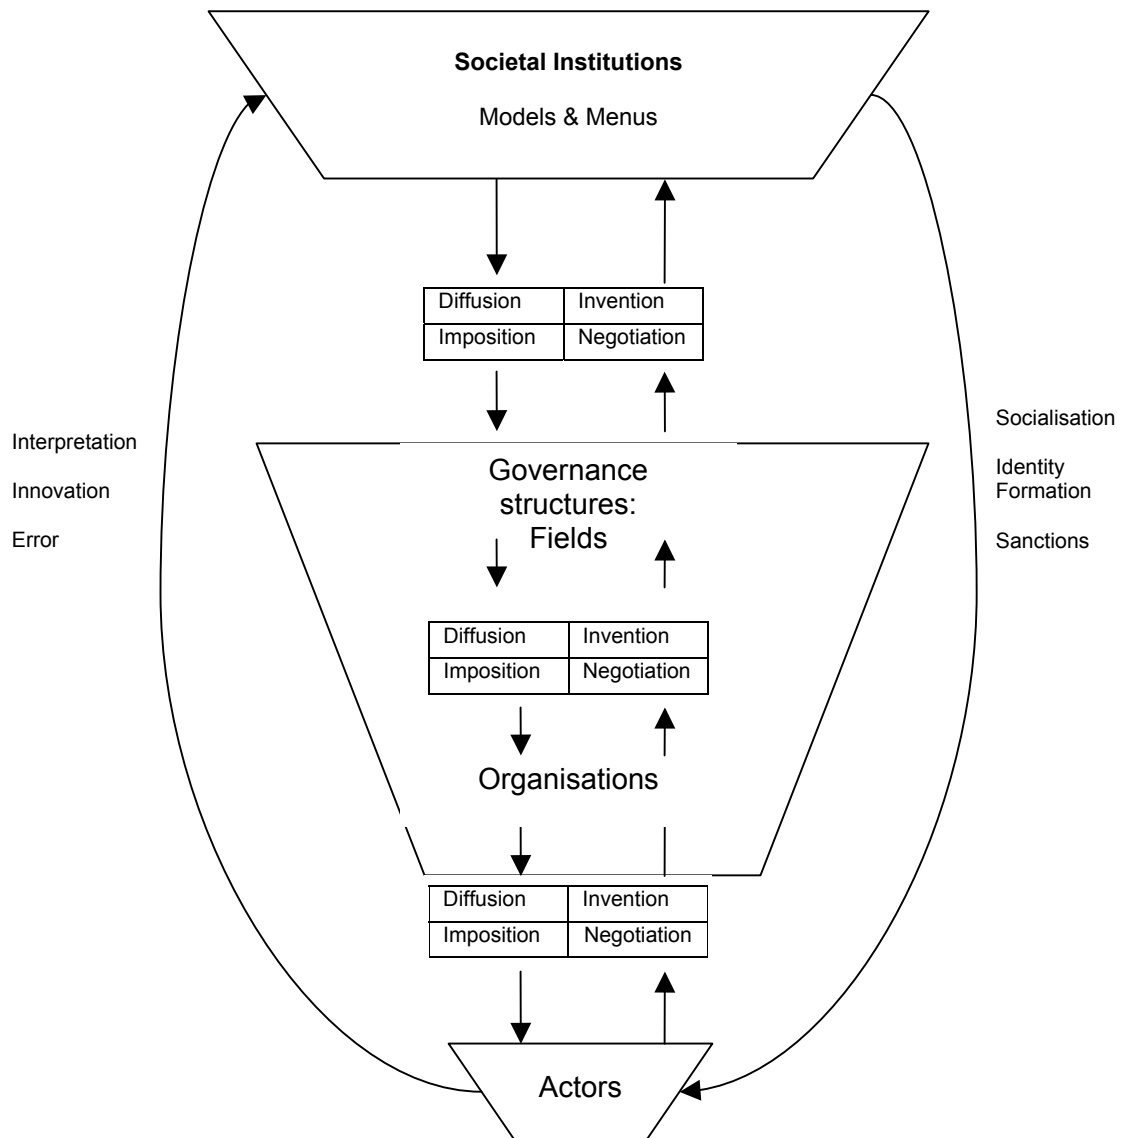 Societal Institutions
Models & Menus
Diffusion Invention
Imposition Negotiation
Interpretation
Innovation
Error
Socialisation
Identity
Formation
Sanctions
Governance
structures:
Fields
Diffusion Invention
Imposition Negotiation
Organisations
Diffusion Invention
Imposition Negotiation
Actors